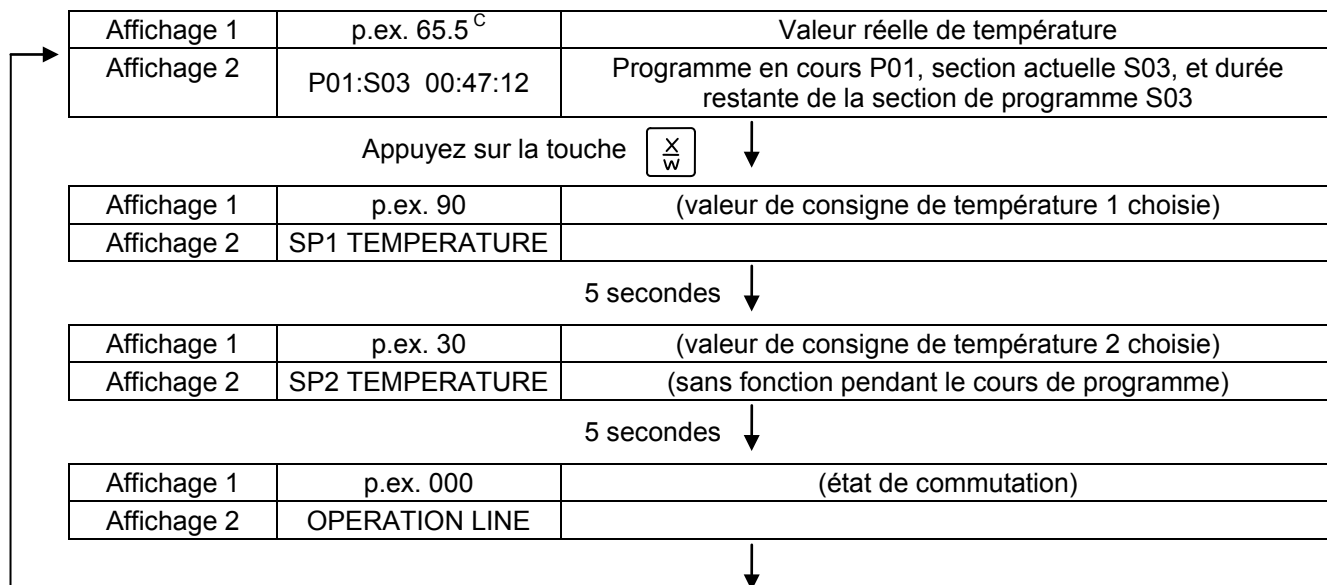 Affichage 1 p.ex. 65.5 C Valeur réelle de température
Affichage 2 P01:S03 00:47:12 Programme en cours P01, section actuelle S03, et durée
restante de la section de programme S03
Appuyez sur la touche X/W
Affichage 1 p.ex. 90 (valeur de consigne de température 1 choisie)
Affichage 2 SP1 TEMPERATURE
5 secondes
Affichage 1 p.ex. 30 (valeur de consigne de température 2 choisie)
Affichage 2 SP2 TEMPERATURE (sans fonction pendant le cours de programme)
5 secondes
Affichage 1 p.ex. 000 (état de commutation)
Affichage 2 OPERATION LINE